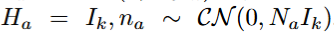 H_a = I_k, n_a ∼ 𝒞𝒩(0, N_a I_k)